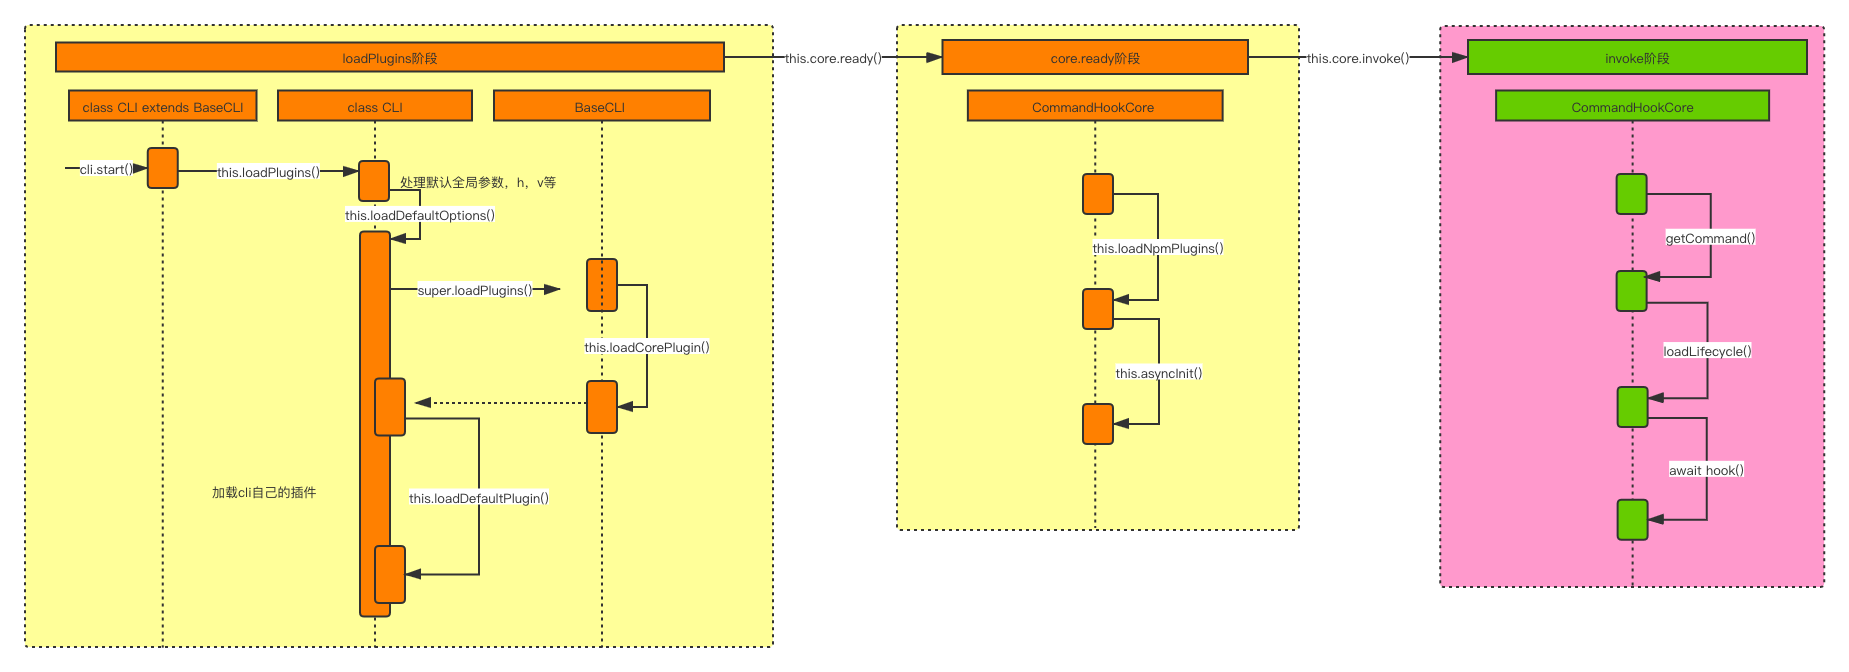 loadPlugins阶段
this.core.ready()
core.ready阶段
this.core.invoke()
invoke阶段
class CLI extends BaseCLI
class CLI
BaseCLI
CommandHookCore
CommandHookCore
cli.start()
this.loadPlugins()
处理默认全局参数，h，v等
this.loadDefaultOptions()
super.loadPlugins()
this.loadCorePlugin()
加载cli自己的插件
this.loadDefaultPlugin()
this.loadNpmPlugins()
this.asyncInit()
getCommand()
loadLifecycle()
await hook()